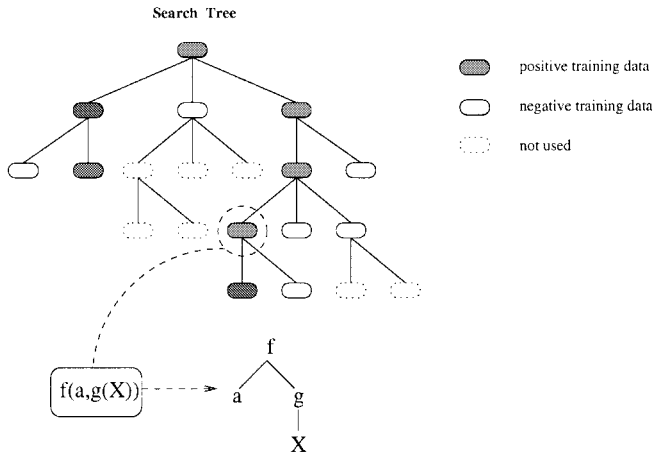 Search Tree
positive training data
negative training data
not used
f
f(a,g(X))
a g
X